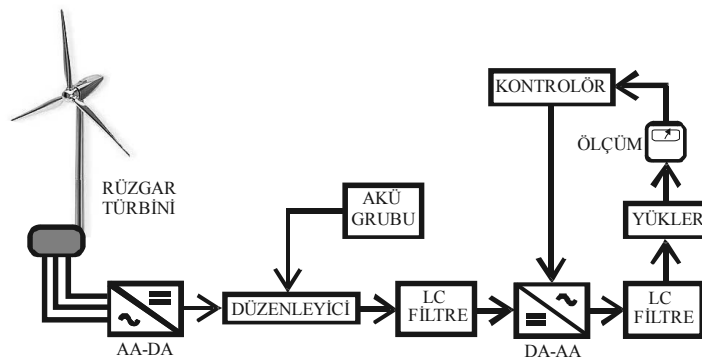 RÜZGAR
TÜRBİNİ
AA-DA
AKÜ
GRUBU
DÜZENLEYİCİ
LC
FİLTRE
DA-AA
LC
FİLTRE
YÜKLER
ÖLÇÜM
KONTROLÖR